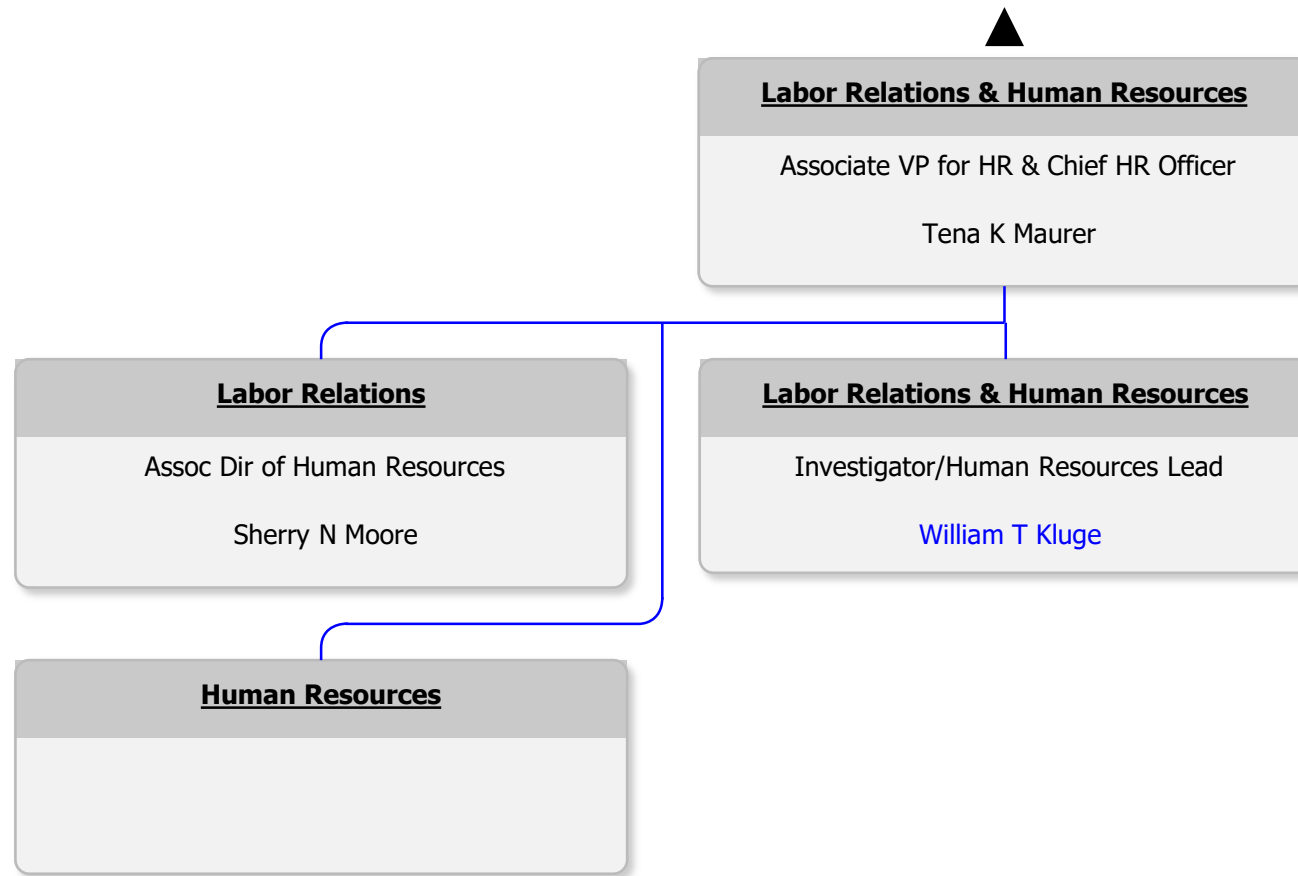 Labor Relations & Human Resources
Associate VP for HR & Chief HR Officer
Tena K Maurer
Labor Relations
Assoc Dir of Human Resources
Sherry N Moore
Labor Relations & Human Resources
Investigator/Human Resources Lead
William T Kluge
Human Resources